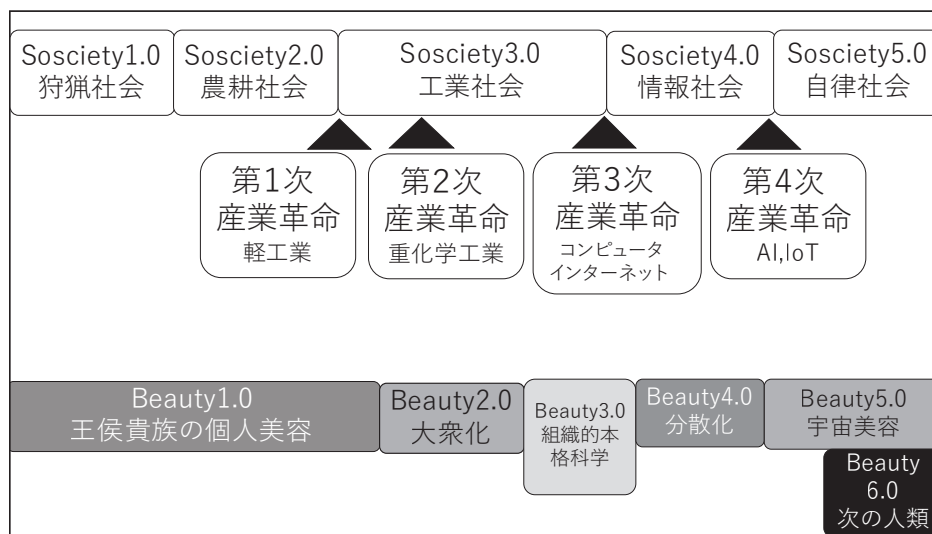 Sosciety1.0
狩猟社会
Sosciety2.0
農耕社会
Sosciety3.0
工業社会
Sosciety4.0
情報社会
Sosciety5.0
自律社会
第1次
産業革命
軽工業
第2次
産業革命
重化学工業
第3次
産業革命
コンピュータ
インターネット
第4次
産業革命
AI,IoT
Beauty1.0
王侯貴族の個人美容
Beauty2.0
大衆化
Beauty3.0
組織的本
格科学
Beauty4.0
分散化
Beauty5.0
宇宙美容
Beauty
6.0
次の人類